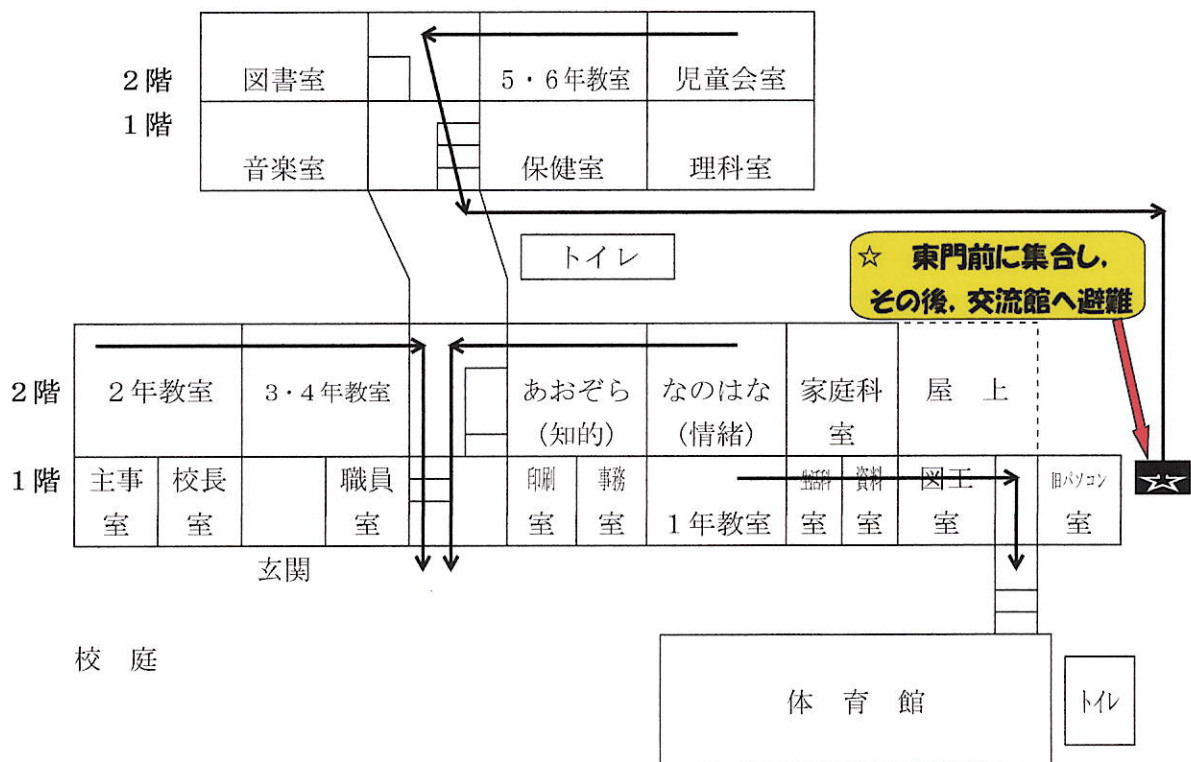 2階
図書室
5・6年教室
児童会室
1階
音楽室
保健室
理科室
トイレ
☆ 東門前に集合し,
その後,交流館へ避難
2階
2年教室
3・4年教室
あおぞら
(知的)
なのはな
(情緒)
家庭科
室
屋 上
1階
主事
室
校長
室
職員
室
印刷
室
事務
室
1年教室
生活科
室
資料
室
図工
室
旧パソコン
室
☆
玄関
校 庭
体 育 館
トイレ